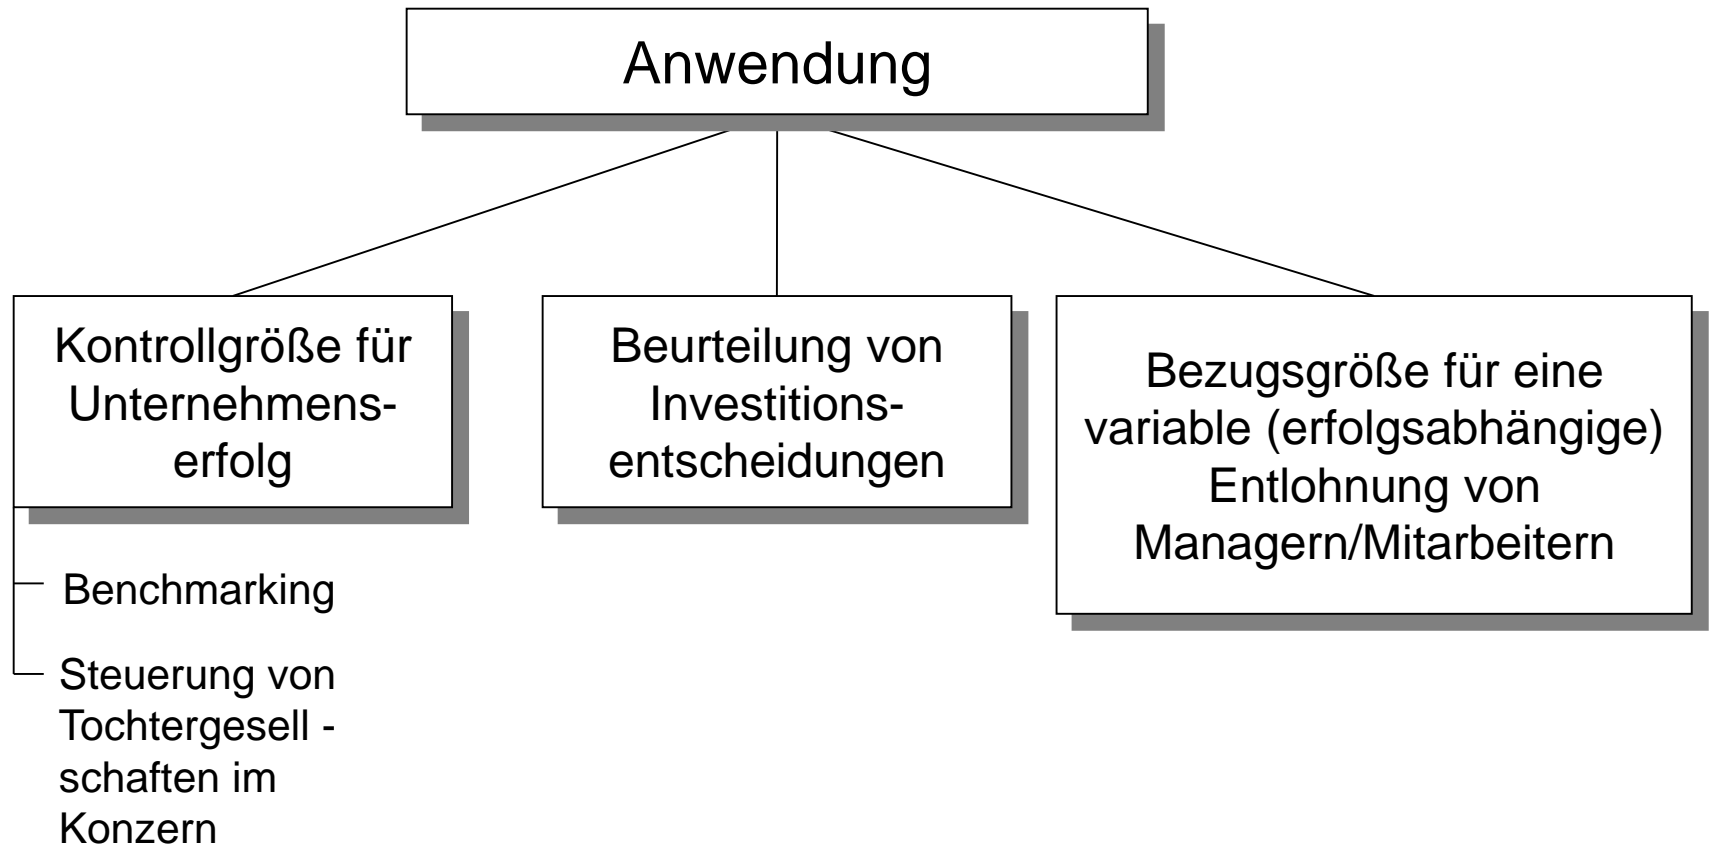 Anwendung
Kontrollgröße für
Unternehmens-
erfolg
Benchmarking
Steuerung von
Tochtergesell -
schaften im
Konzern
Beurteilung von
Investitions-
entscheidungen
Bezugsgröße für eine
variable (erfolgsabhängige)
Entlohnung von
Managern/Mitarbeitern